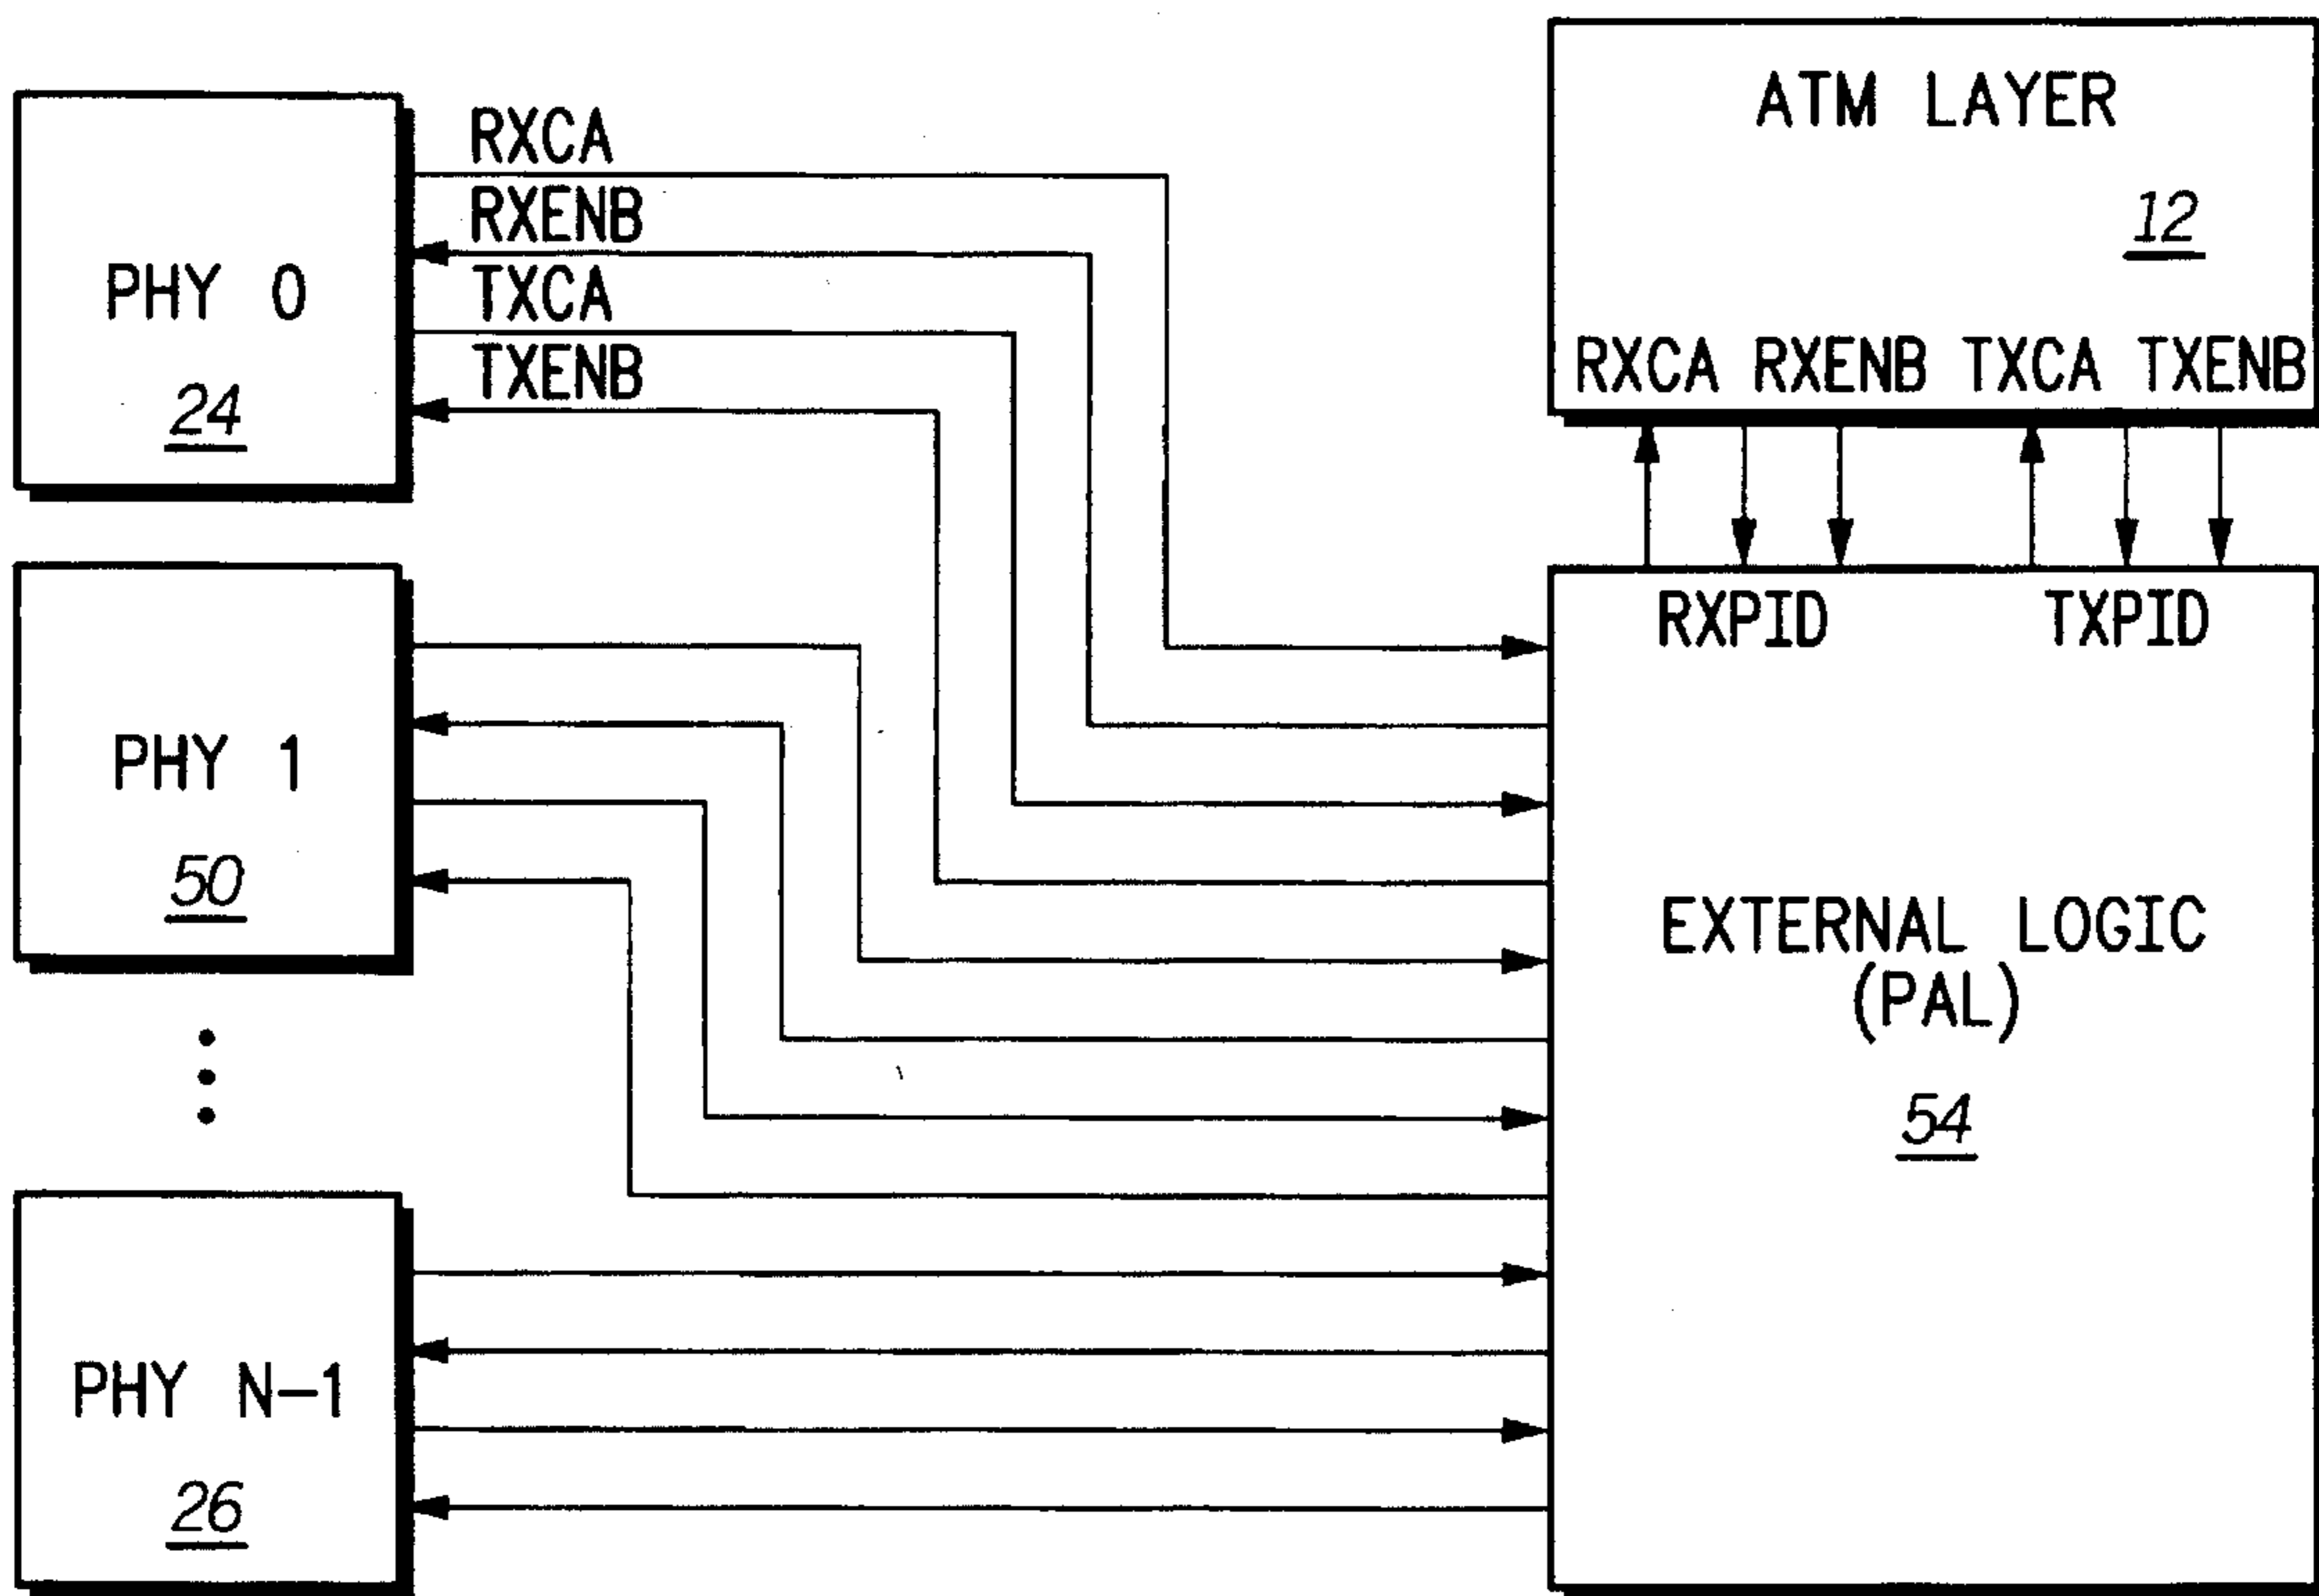 PHY 0
24
RXCA
RXENB
TXCA
TXENB
ATM LAYER
12
RXCA RXENB TXCA TXENB
RXPID TXPID
PHY 1
50
EXTERNAL LOGIC
(PAL)
54
PHY N-1
26